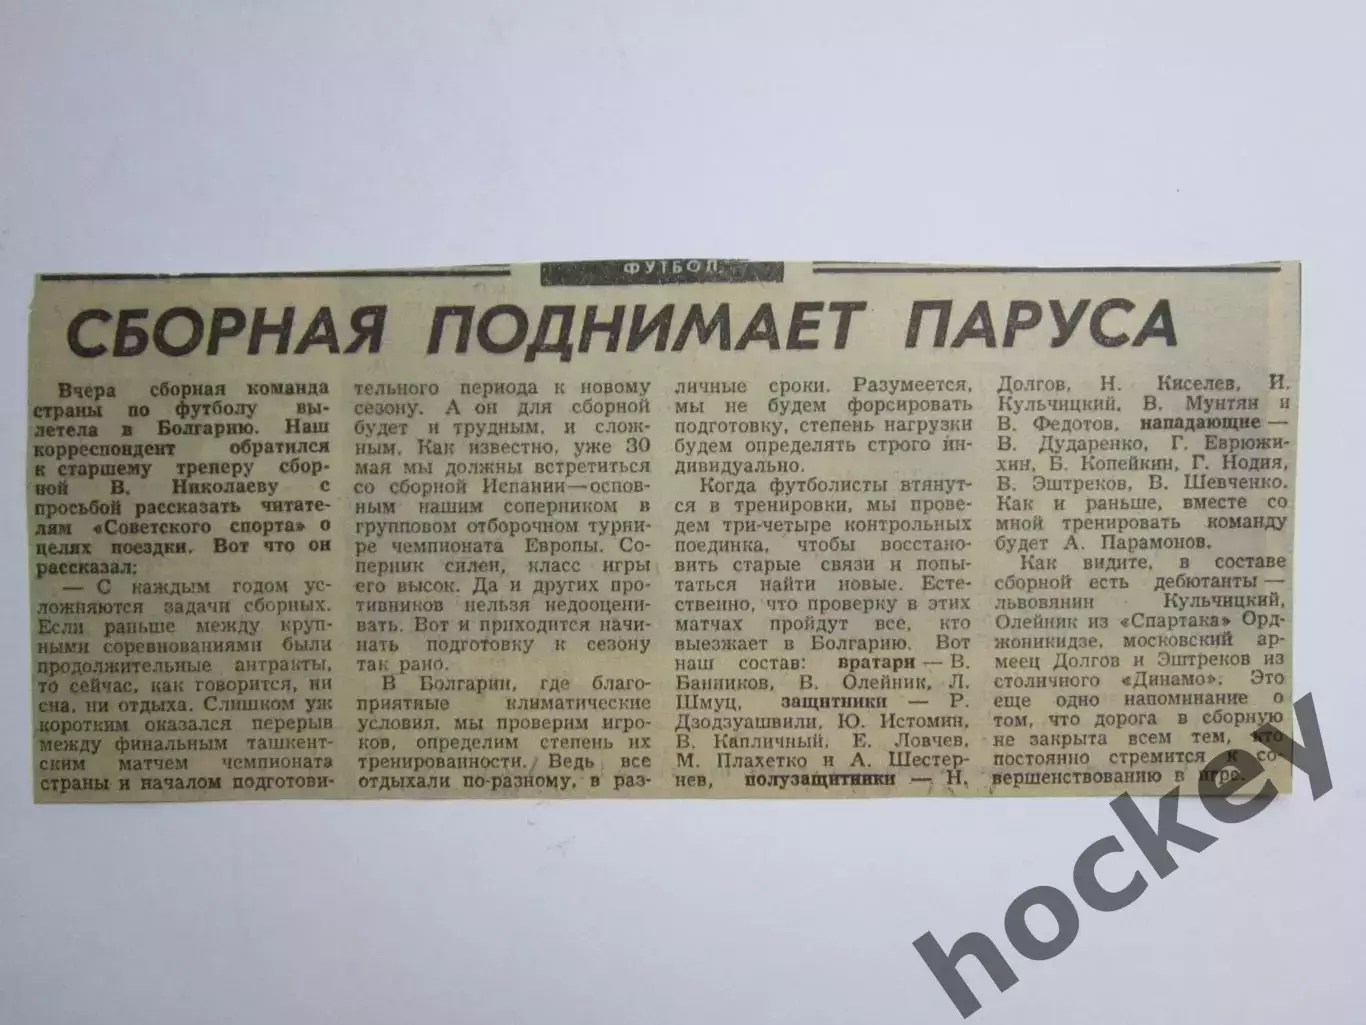 ФУТБОЛ
СБОРНАЯ ПОДНИМАЕТ ПАРУСА
Вчера сборная команда
страны по футболу вы-
летела в Болгарию. Наш
корреспондент обратился
к старшему тренеру сбор-
ной В. Николаеву с
просьбой рассказать читате-
лям «Советского спорта» о
целях поездки. Вот что он
рассказал:
— С каждым годом ус-
ложняются задачи сборных.
Если раньше между круп-
ными соревнованиями были
продолжительные антракты,
то сейчас, как говорится, ни
сна, ни отдыха. Слишком уж
коротким оказался перерыв
между финальным ташкент-
ским матчем чемпионата
страны и началом подготови-
тельного периода к новому
сезону. А он для сборной
будет и трудным, и слож-
ным. Как известно, уже 30
мая мы должны встретиться
со сборной Испании—основ-
ным нашим соперником в
групповом отборочном турни-
ре чемпионата Европы. Со-
перник силен, класс игры
его высок. Да и других про-
тивников нельзя недооцени-
вать. Вот и приходится начи-
нать подготовку к сезону
так рано.
В Болгарии, где благо-
приятные климатические
условия, мы проверим игро-
ков, определим степень их
тренированности. Ведь все
отдыхали по-разному, в раз-
личные сроки. Разумеется,
мы не будем форсировать
подготовку, степень нагрузки
будем определять строго ин-
дивидуально.
Когда футболисты втянут-
ся в тренировки, мы прове-
дем три-четыре контрольных
поединка, чтобы восстано-
вить старые связи и попы-
таться найти новые. Есте-
ственно, что проверку в этих
матчах пройдут все, кто
выезжает в Болгарию. Вот
наш состав: вратари — В.
Банников, В. Олейник, Л.
Шмуц, защитники — Р.
Дзодзуашвили, Ю. Истомин,
В. Капличный, Е. Ловчев,
М. Плахетко и А. Шестер-
нев, полузащитники — Н.
Долгов, Н. Киселев, И.
Кульчицкий, В. Мунтян и
В. Федотов, нападающие —
В. Дударенко, Г. Еврюжи-
хин, Б. Копейкин, Г. Нодия,
В. Эштреков, В. Шевченко.
Как и раньше, вместе со
мной тренировать команду
будет А. Парамонов.
Как видите, в составе
сборной есть дебютанты —
львовянин Кульчицкий,
Олейник из «Спартака» Орд-
жоникидзе, московский ар-
меец Долгов и Эштреков из
столичного «Динамо». Это
еще одно напоминание о
том, что дорога в сборную
не закрыта всем тем, кто
постоянно стремится к со-
вершенствованию в игре.
hockey